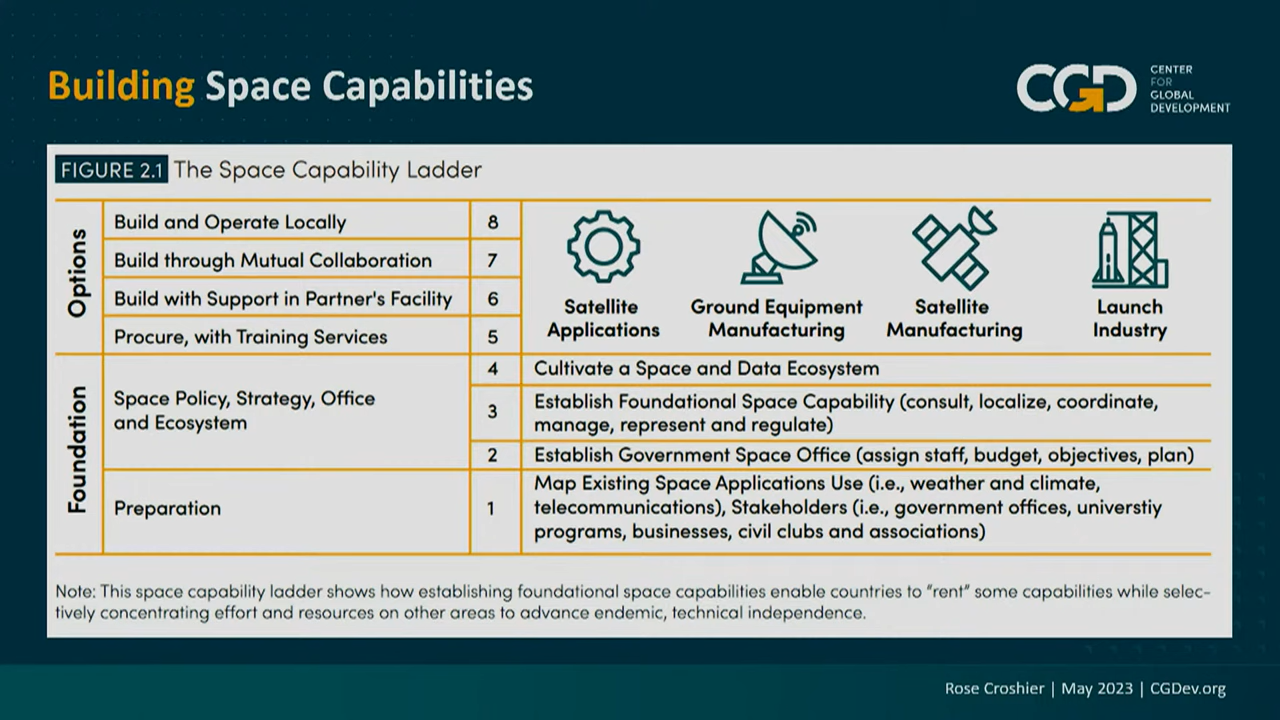 Building Space Capabilities
CGD
CENTER
FOR
GLOBAL
DEVELOPMENT
FIGURE 2.1 The Space Capability Ladder
Options
Build and Operate Locally 8
Build through Mutual Collaboration 7
Build with Support in Partner's Facility 6
Procure, with Training Services 5
Satellite
Applications
Ground Equipment
Manufacturing
Satellite
Manufacturing
Launch
Industry
Foundation
Space Policy, Strategy, Office
and Ecosystem
4 Cultivate a Space and Data Ecosystem
3 Establish Foundational Space Capability (consult, localize, coordinate,
manage, represent and regulate)
2 Establish Government Space Office (assign staff, budget, objectives, plan)
Preparation
1 Map Existing Space Applications Use (i.e., weather and climate,
telecommunications), Stakeholders (i.e., government offices, universtiy
programs, businesses, civil clubs and associations)
Note: This space capability ladder shows how establishing foundational space capabilities enable countries to “rent” some capabilities while selec-
tively concentrating effort and resources on other areas to advance endemic, technical independence.
Rose Croshier | May 2023 | CGDev.org